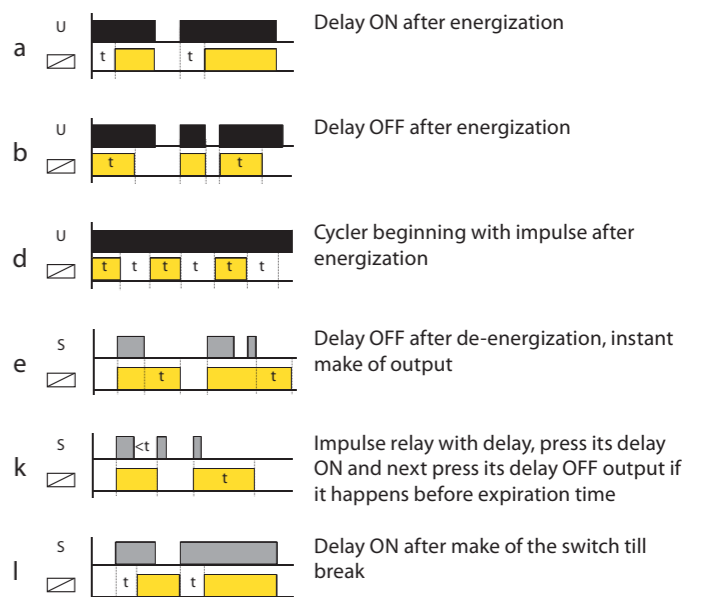 U
Delay ON after energization
a
t
t
U
Delay OFF after energization
b
t
t
U
Cycler beginning with impulse after
energization
d
t t t t t t
S
Delay OFF after de-energization, instant
make of output
e
t
t
S
<t
Impulse relay with delay, press its delay
ON and next press its delay OFF output if
it happens before expiration time
k
t
S
Delay ON after make of the switch till
break
l
t
t